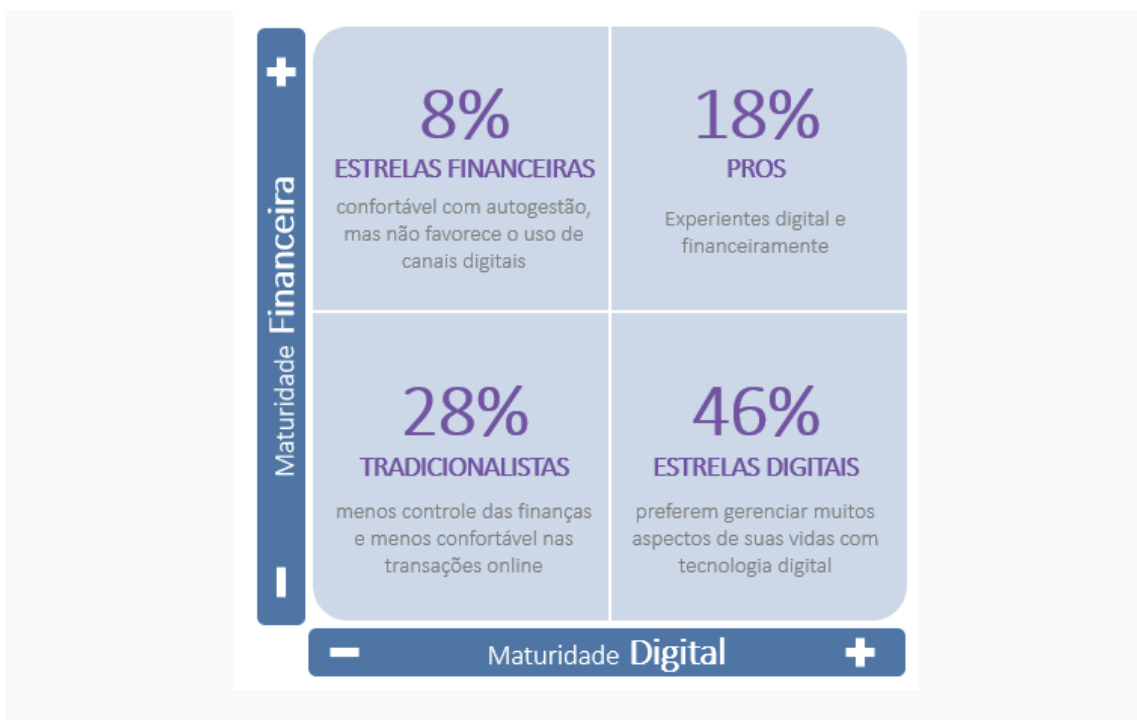 8%
ESTRELAS FINANCEIRAS
confortável com autogestão,
mas não favorece o uso de
canais digitais
18%
PROS
Experientes digital e
financeiramente
28%
TRADICIONALISTAS
menos controle das finanças
e menos confortável nas
transações online
46%
ESTRELAS DIGITAIS
preferem gerenciar muitos
aspectos de suas vidas com
tecnologia digital
Maturidade Financeira
Maturidade Digital